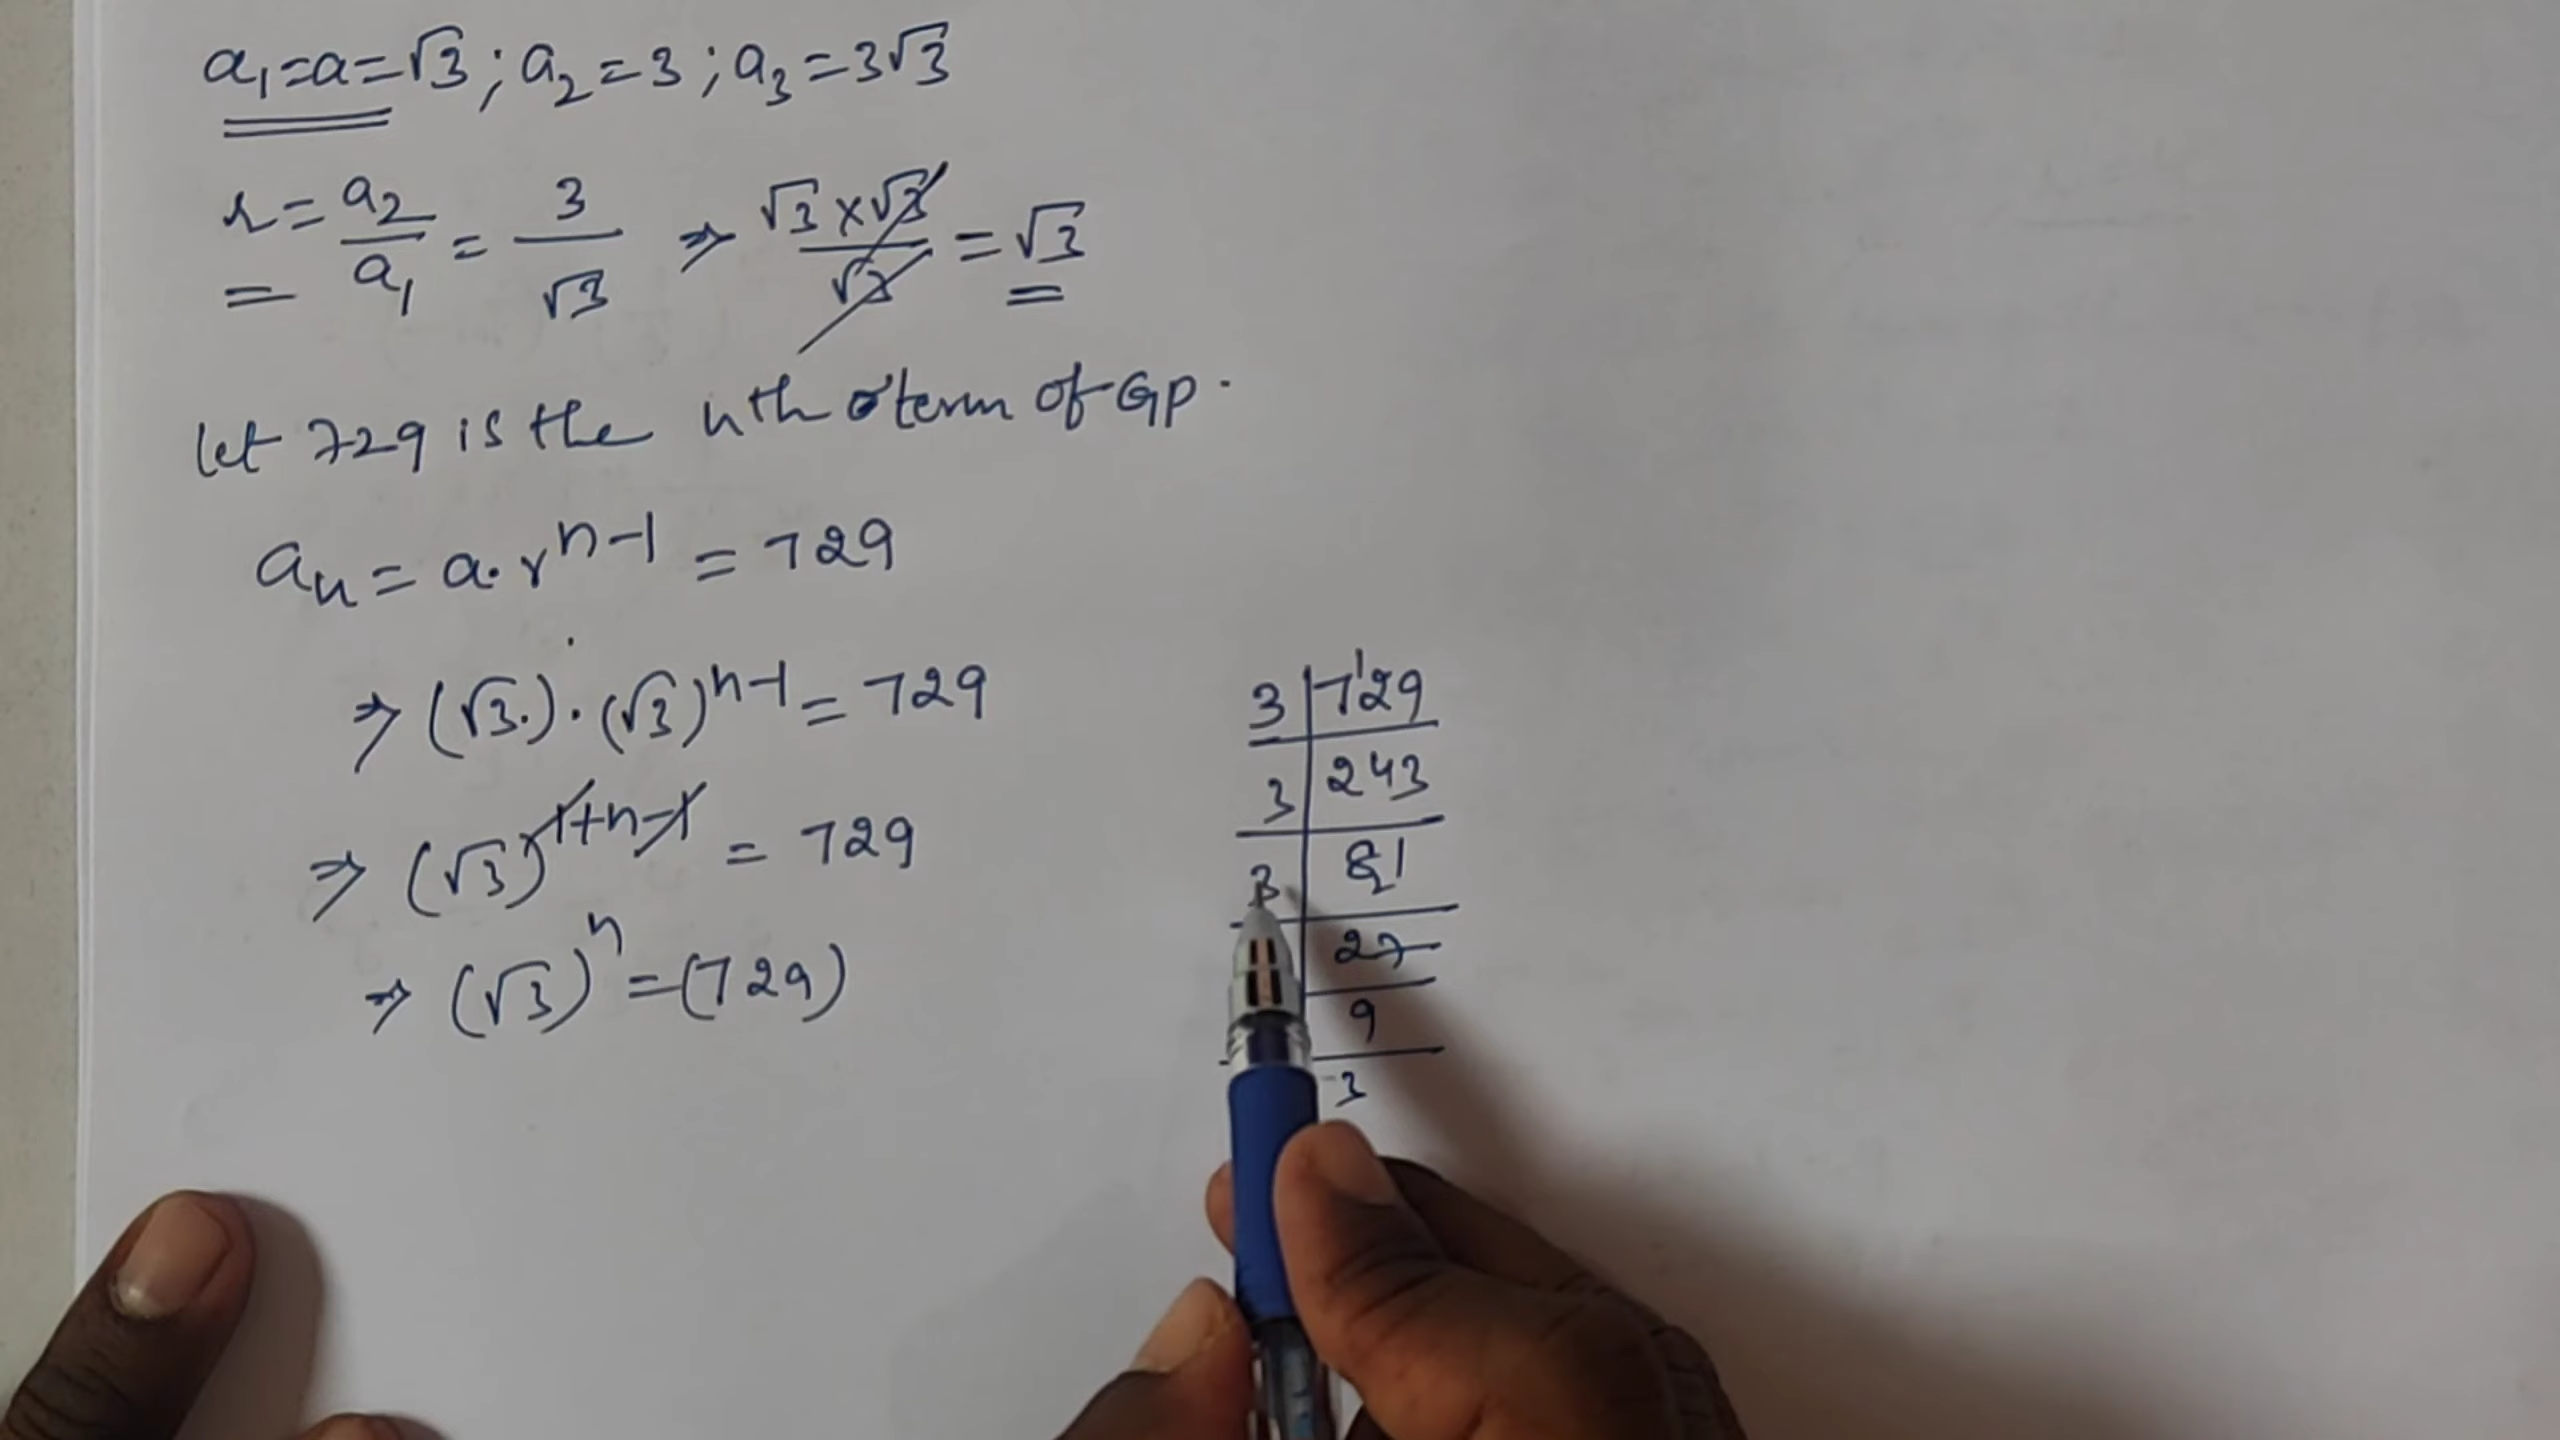 a₁=a=√3; a₂=3; a₃=3√3
r=a₂/a₁=3/√3 ⇒ √3×√3/√3=√3
let 729 is the nth term of GP.
aₙ=a·rⁿ⁻¹=729
⇒(√3.)·(√3)ⁿ⁻¹=729
⇒(√3)¹⁺ⁿ⁻¹=729
⇒(√3)ⁿ=(729)
3|729
3|243
3|81
27
9
3